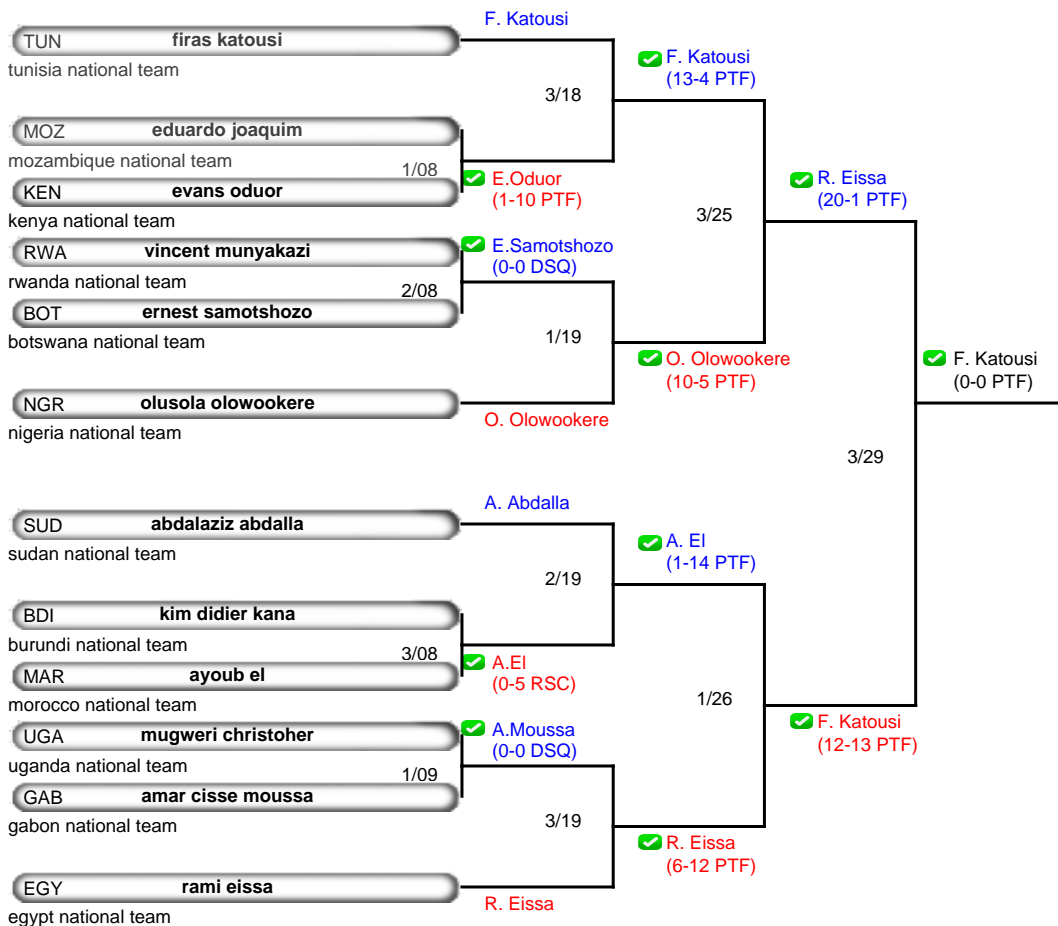 F. Katousi
TUN firas katousi
tunisia national team
F. Katousi
(13-4 PTF)
3/18
MOZ eduardo joaquim
mozambique national team
1/08
E.Oduor
(1-10 PTF)
KEN evans oduor
kenya national team
R. Eissa
(20-1 PTF)
3/25
RWA vincent munyakazi
rwanda national team
E.Samotshozo
(0-0 DSQ)
2/08
BOT ernest samotshozo
botswana national team
1/19
O. Olowookere
(10-5 PTF)
F. Katousi
(0-0 PTF)
NGR olusola olowookere
nigeria national team
O. Olowookere
3/29
A. Abdalla
SUD abdalaziz abdalla
sudan national team
A. El
(1-14 PTF)
2/19
BDI kim didier kana
burundi national team
3/08
A.El
(0-5 RSC)
MAR ayoub el
morocco national team
1/26
F. Katousi
(12-13 PTF)
UGA mugweri christoher
uganda national team
A.Moussa
(0-0 DSQ)
1/09
GAB amar cisse moussa
gabon national team
3/19
R. Eissa
(6-12 PTF)
EGY rami eissa
egypt national team
R. Eissa